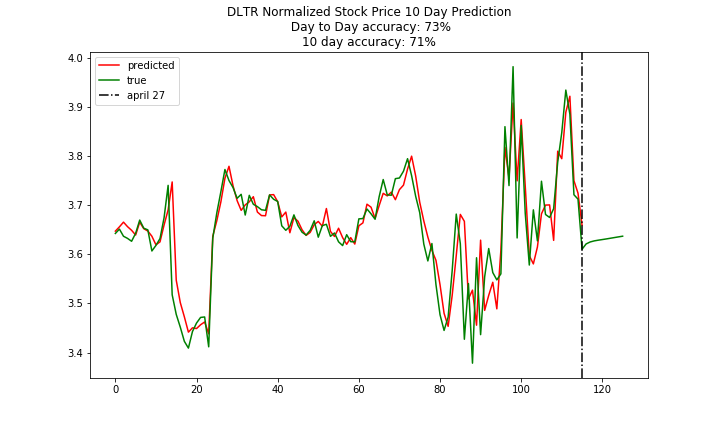 DLTR Normalized Stock Price 10 Day Prediction
Day to Day accuracy: 73%
10 day accuracy: 71%
predicted
true
april 27
4.0
3.9
3.8
3.7
3.6
3.5
3.4
0 20 40 60 80 100 120